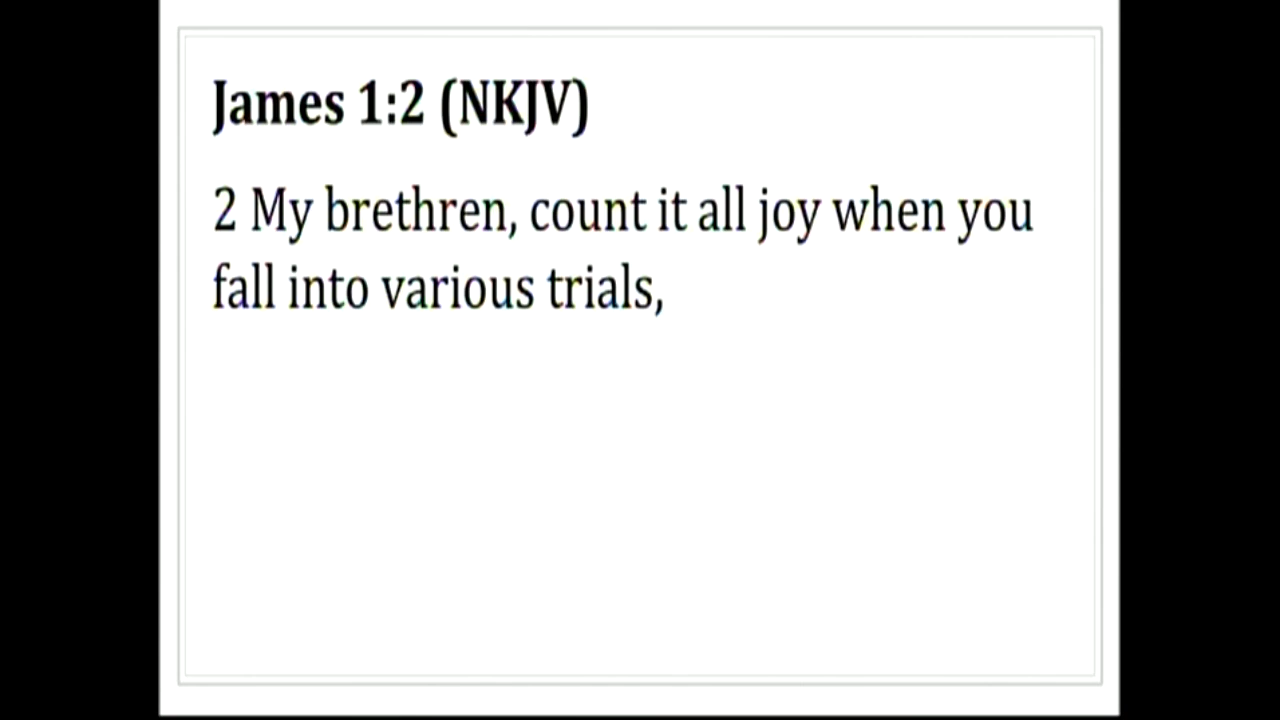 James 1:2 (NKJV)
2 My brethren, count it all joy when you
fall into various trials,